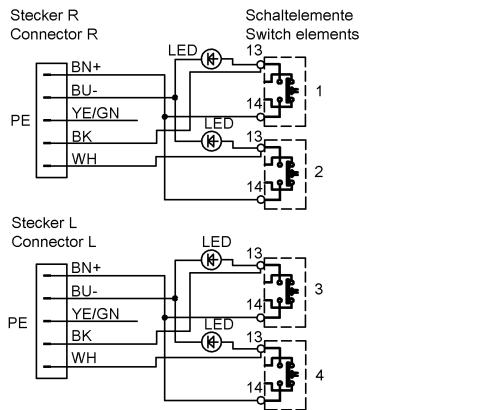 Stecker R
Connector R
Schaltelemente
Switch elements
LED
13
BN+
BU-
1
YE/GN
14
PE
LED
13
BK
WH
2
14
Stecker L
Connector L
LED
13
BN+
BU-
3
YE/GN
14
PE
LED
13
BK
WH
4
14